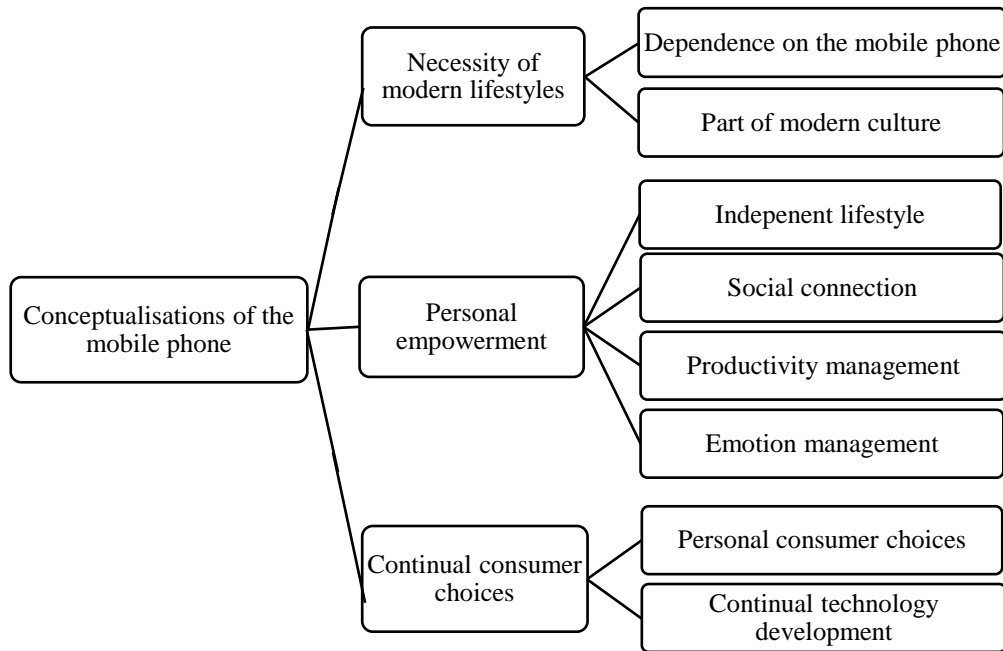 Conceptualisations of the
mobile phone
Necessity of
modern lifestyles
Dependence on the mobile phone
Part of modern culture
Personal
empowerment
Indepenent lifestyle
Social connection
Productivity management
Emotion management
Continual consumer
choices
Personal consumer choices
Continual technology
development